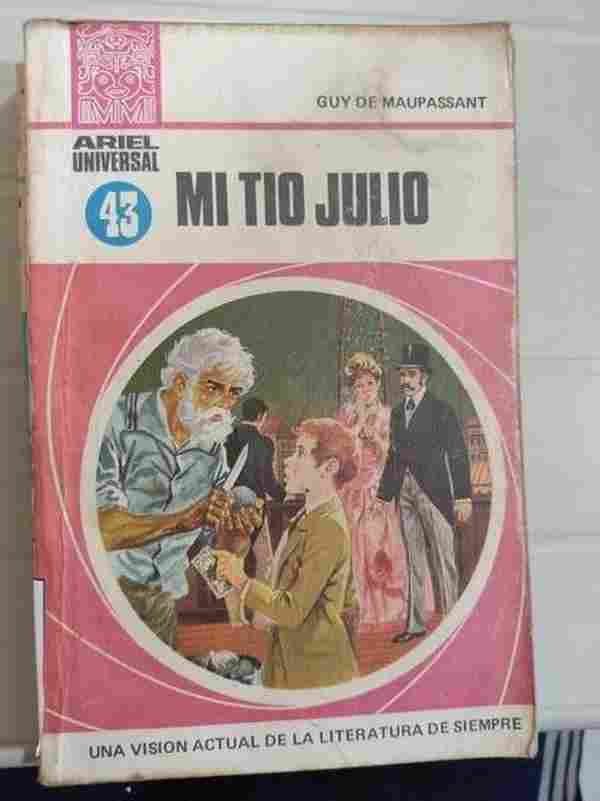 GUY DE MAUPASSANT
ARIEL
UNIVERSAL
43
MI TIO JULIO
UNA VISION ACTUAL DE LA LITERATURA DE SIEMPRE